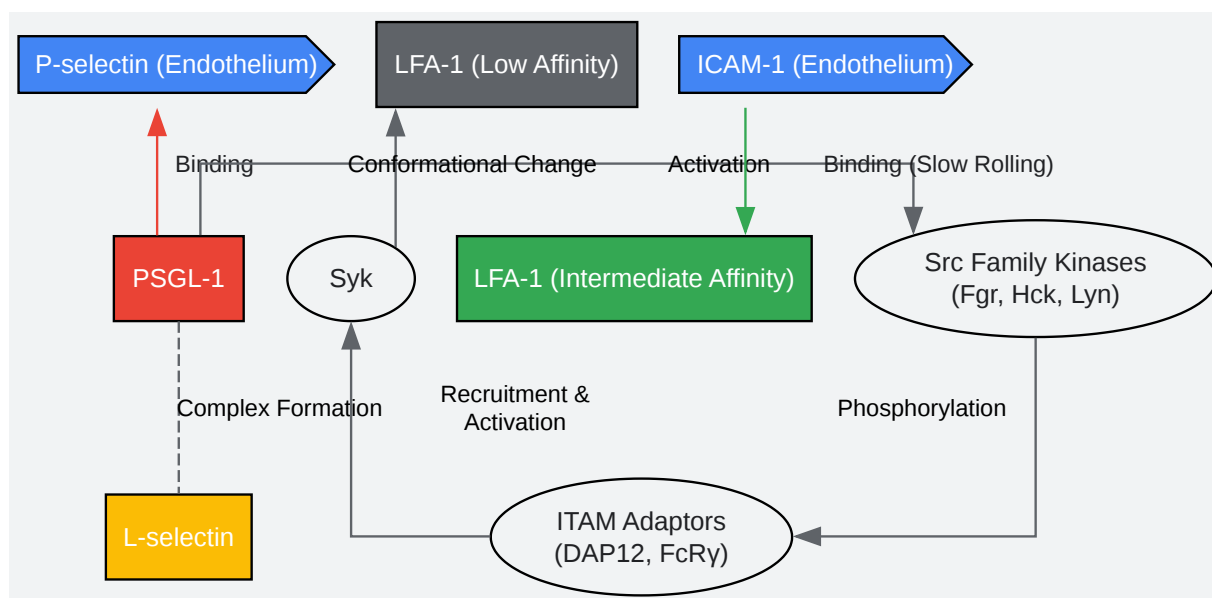 P-selectin (Endothelium)
LFA-1 (Low Affinity)
ICAM-1 (Endothelium)
Binding
Conformational Change
Activation
Binding (Slow Rolling)
PSGL-1
Syk
LFA-1 (Intermediate Affinity)
Src Family Kinases
(Fgr, Hck, Lyn)
Complex Formation
Recruitment &
Activation
Phosphorylation
L-selectin
ITAM Adaptors
(DAP12, FcRγ)